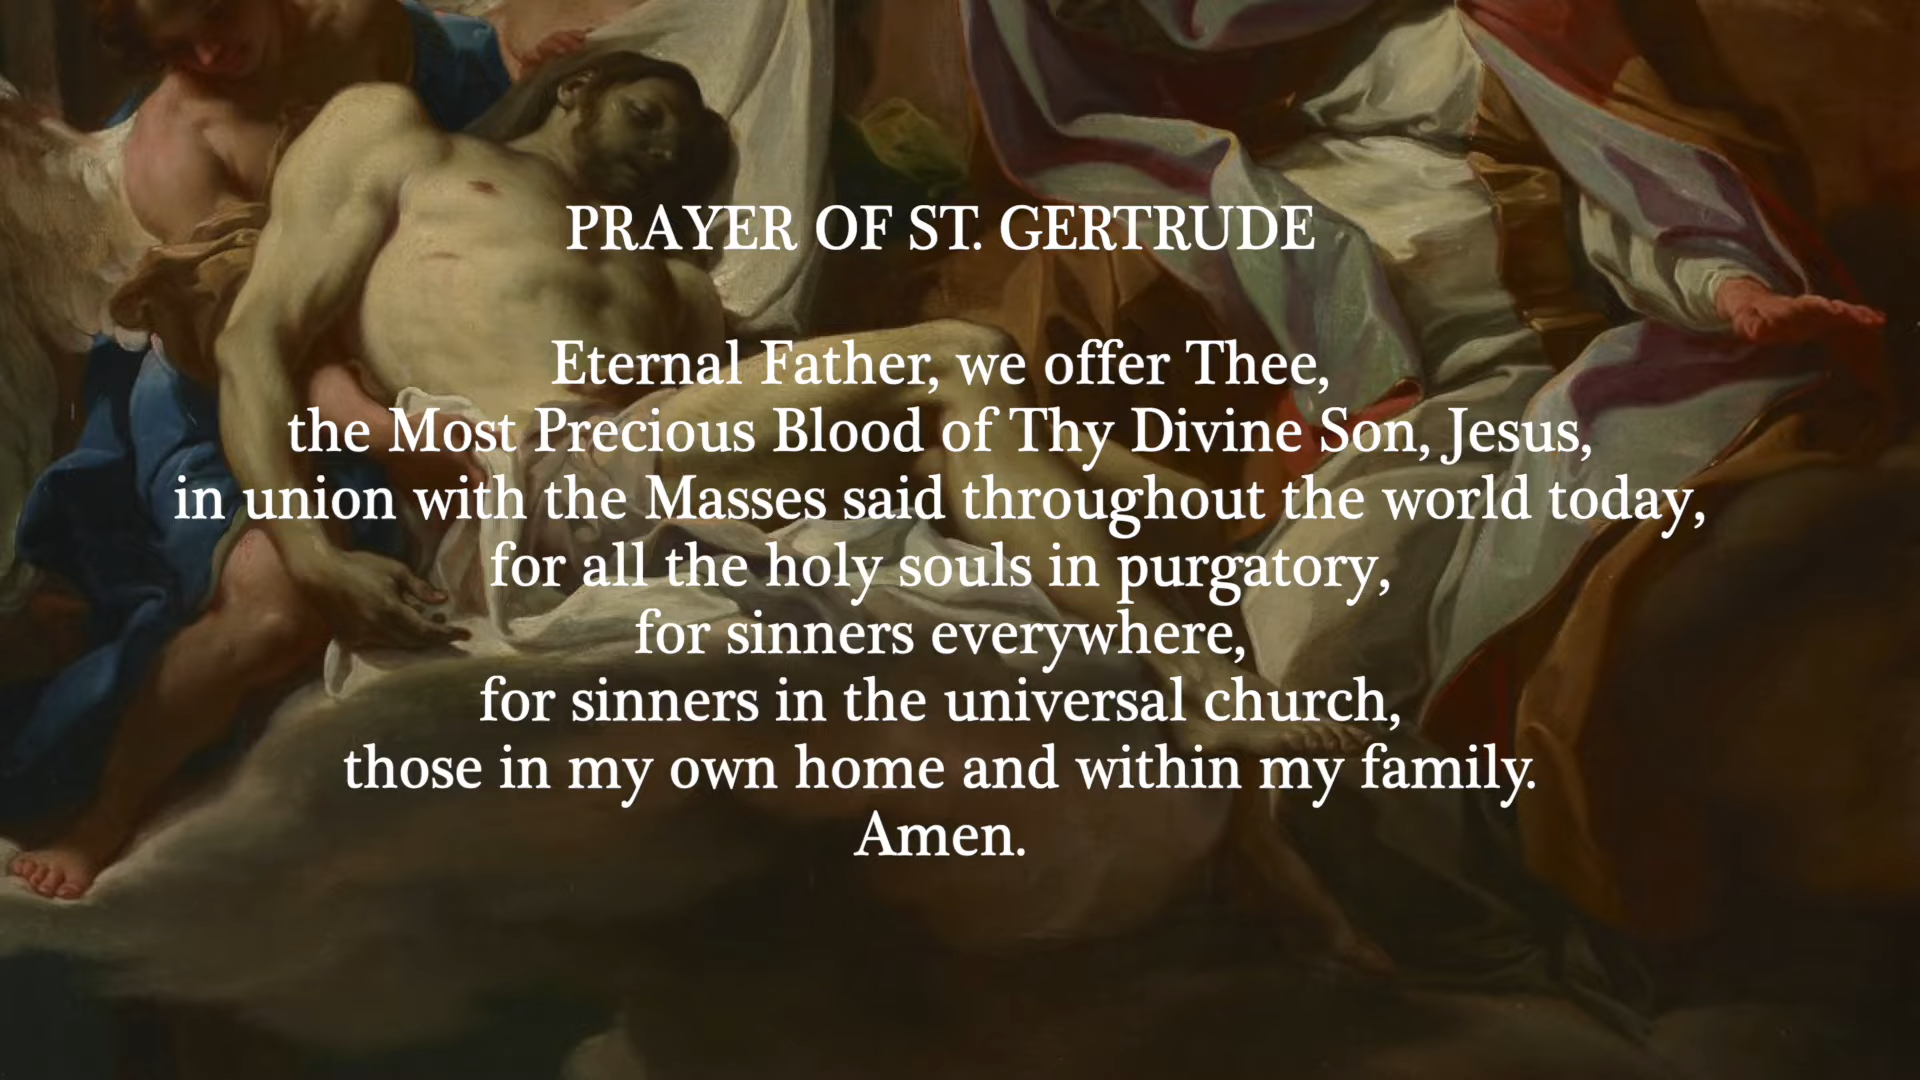 PRAYER OF ST. GERTRUDE
Eternal Father, we offer Thee,
the Most Precious Blood of Thy Divine Son, Jesus,
in union with the Masses said throughout the world today,
for all the holy souls in purgatory,
for sinners everywhere,
for sinners in the universal church,
those in my own home and within my family.
Amen.